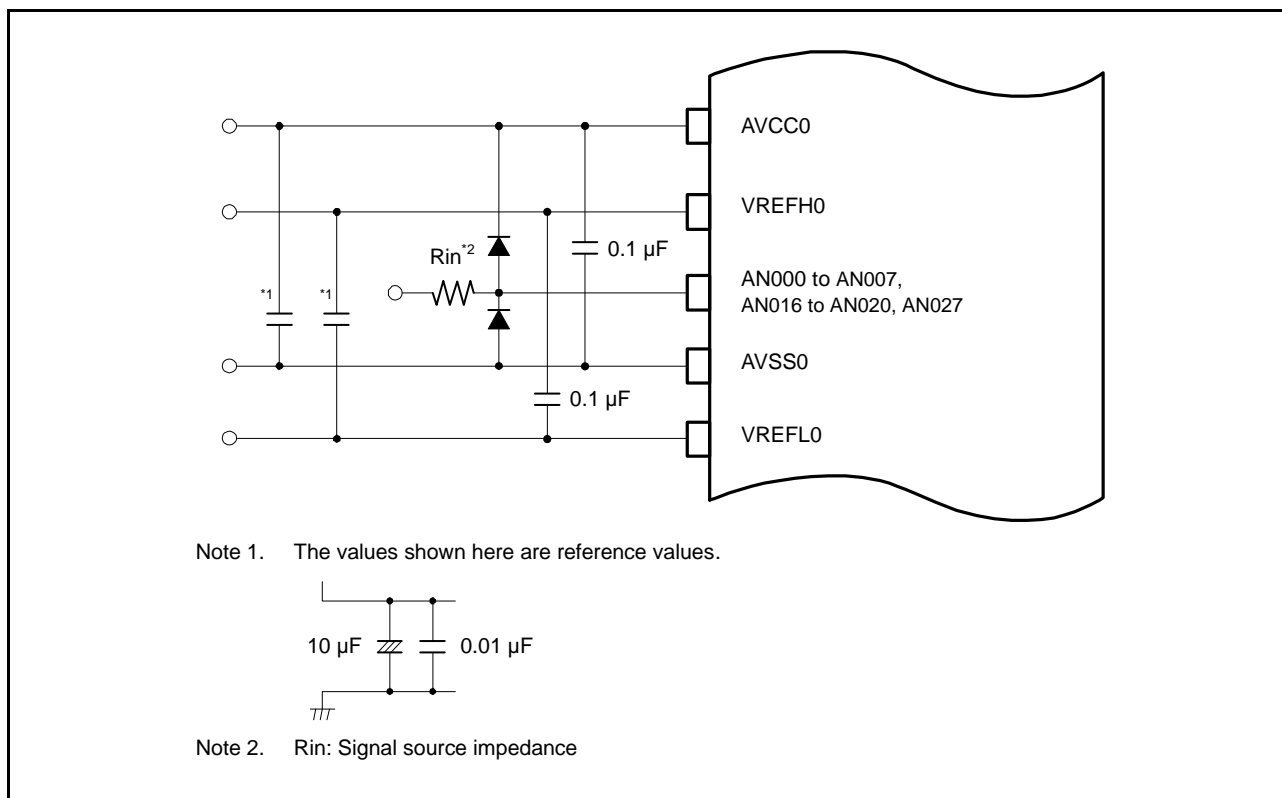 AVCC0
VREFH0
Rin*2
0.1 µF
AN000 to AN007,
AN016 to AN020, AN027
*1
*1
AVSS0
0.1 µF
VREFL0
Note 1. The values shown here are reference values.
10 µF
0.01 µF
Note 2. Rin: Signal source impedance